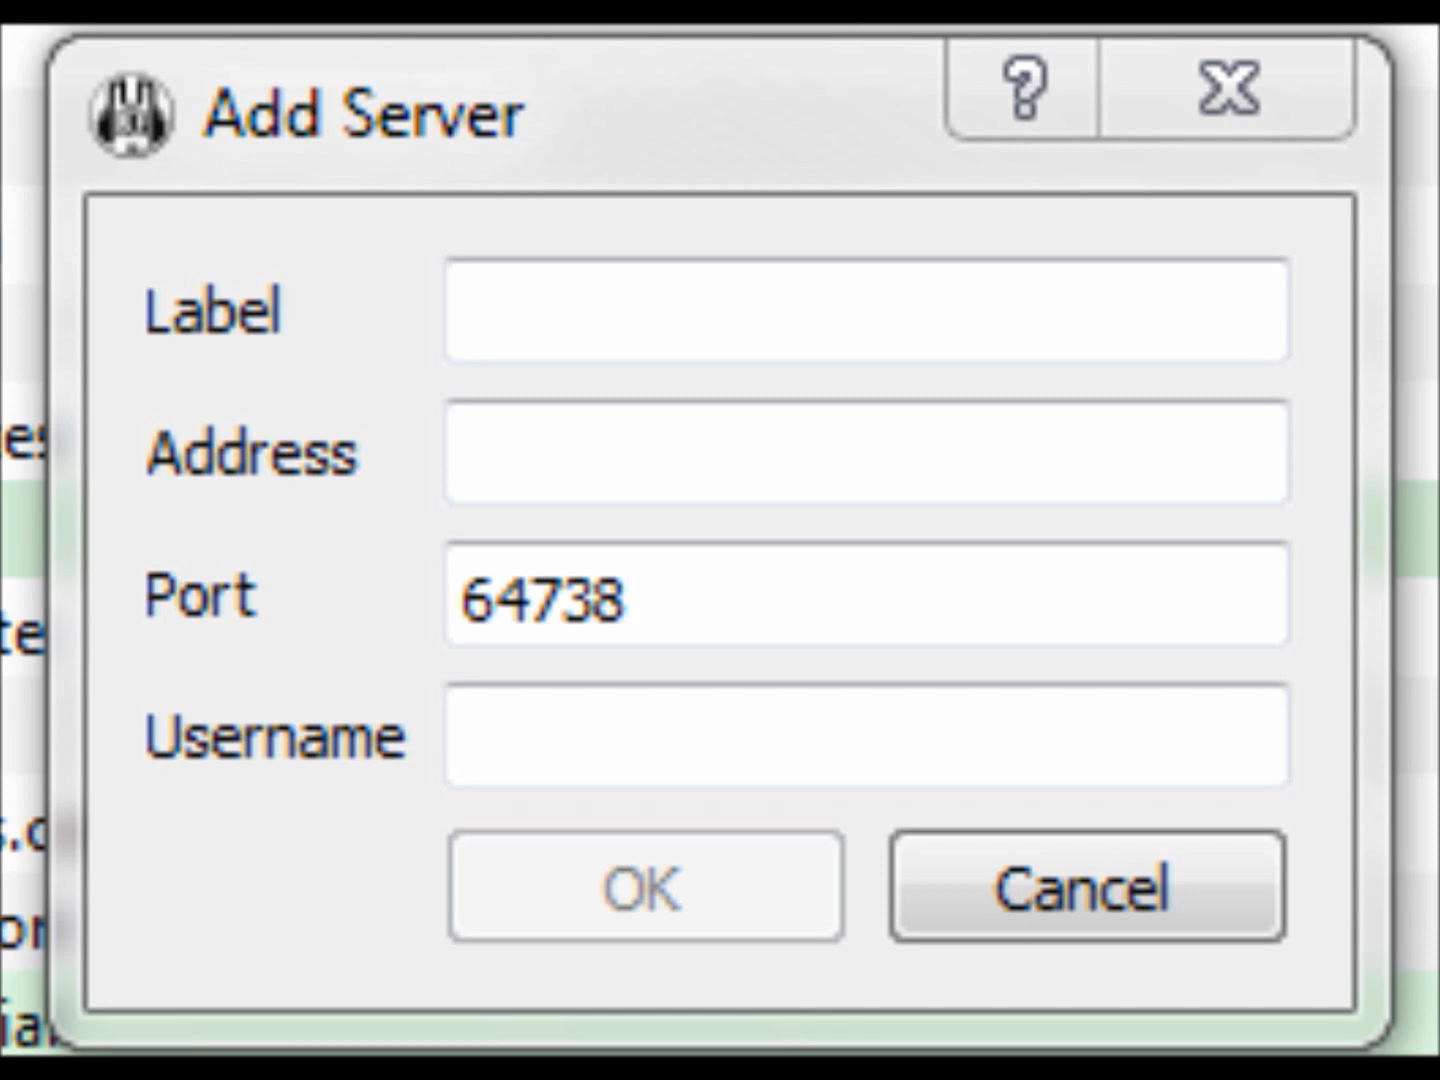 Add Server
Label
Address
Port 64738
Username
OK Cancel